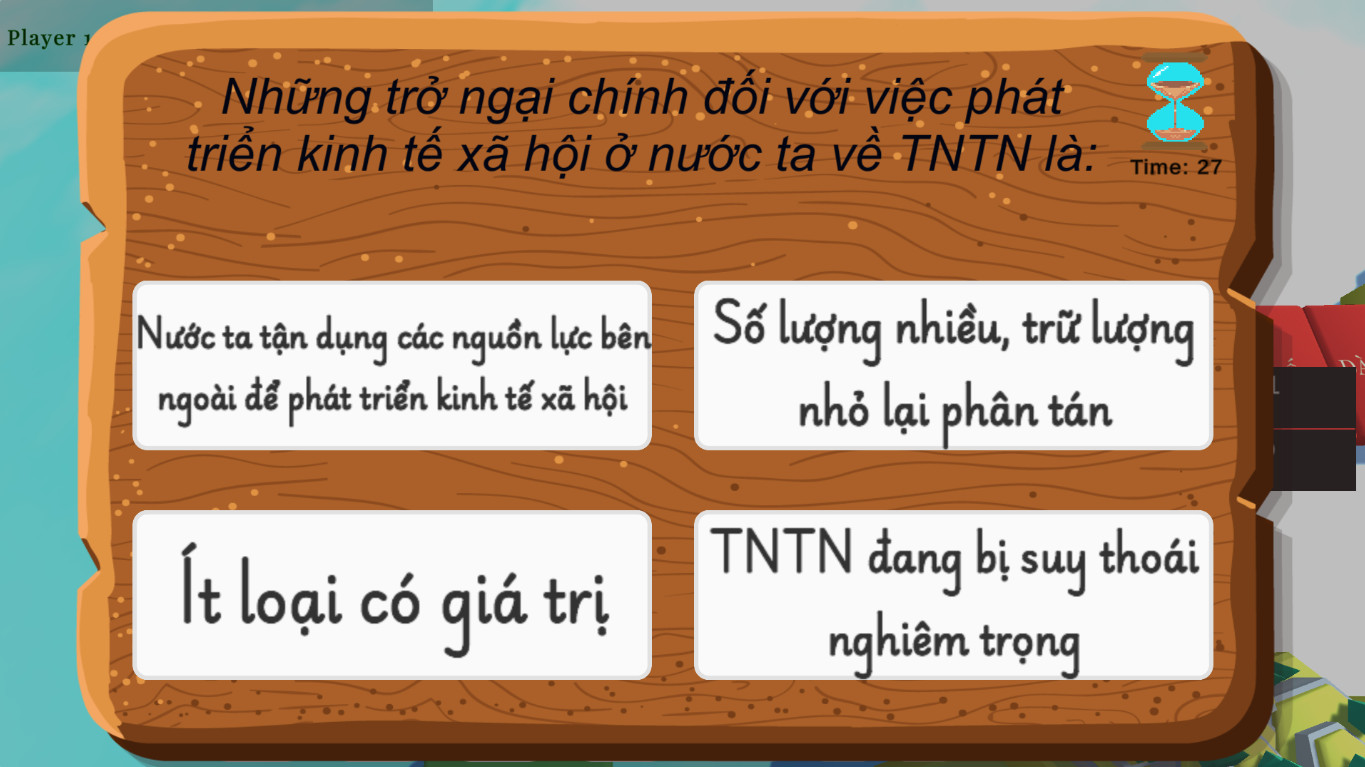 Player 1
Những trở ngại chính đối với việc phát
triển kinh tế xã hội ở nước ta về TNTN là:
Time: 27
Nước ta tận dụng các nguồn lực bên
ngoài để phát triển kinh tế xã hội
Số lượng nhiều, trữ lượng
nhỏ lại phân tán
Ít loại có giá trị
TNTN đang bị suy thoái
nghiêm trọng